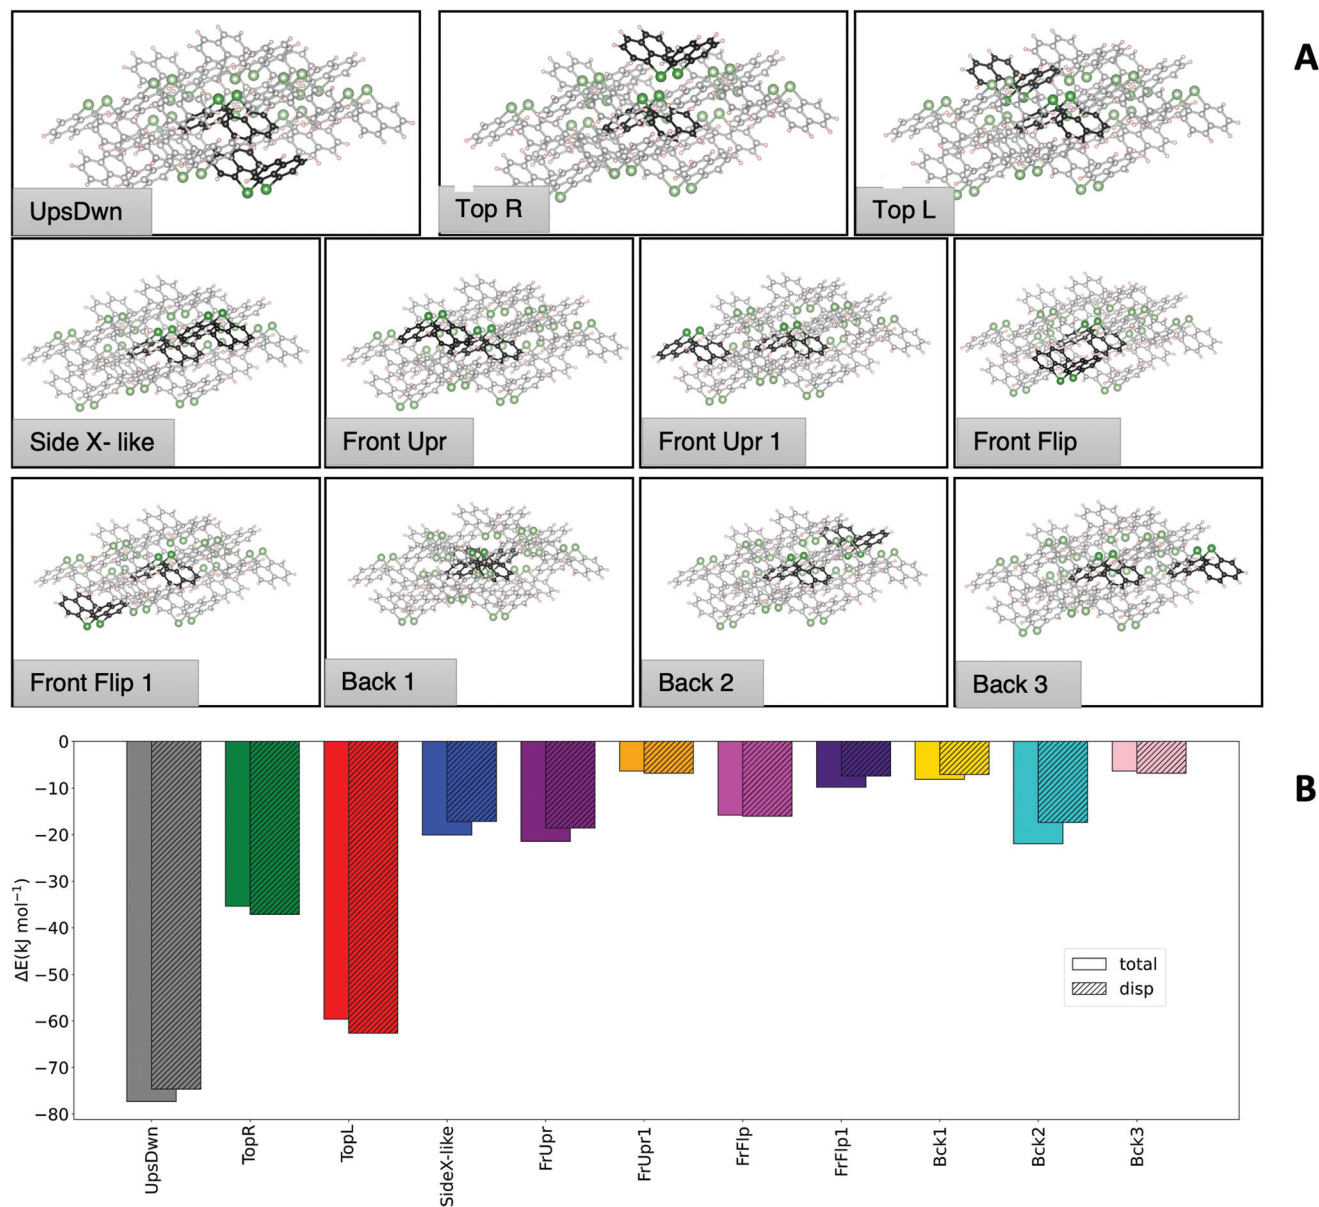 A
UpsDwn
Top R
Top L
Side X- like
Front Upr
Front Upr 1
Front Flip
Front Flip 1
Back 1
Back 2
Back 3
B
0
−10
−20
−30
−40
−50
−60
−70
−80
ΔE(kJ mol⁻¹)
total
disp
UpsDwn
TopR
TopL
SideX-like
FrUpr
FrUpr1
FrFlp
FrFlp1
Bck1
Bck2
Bck3